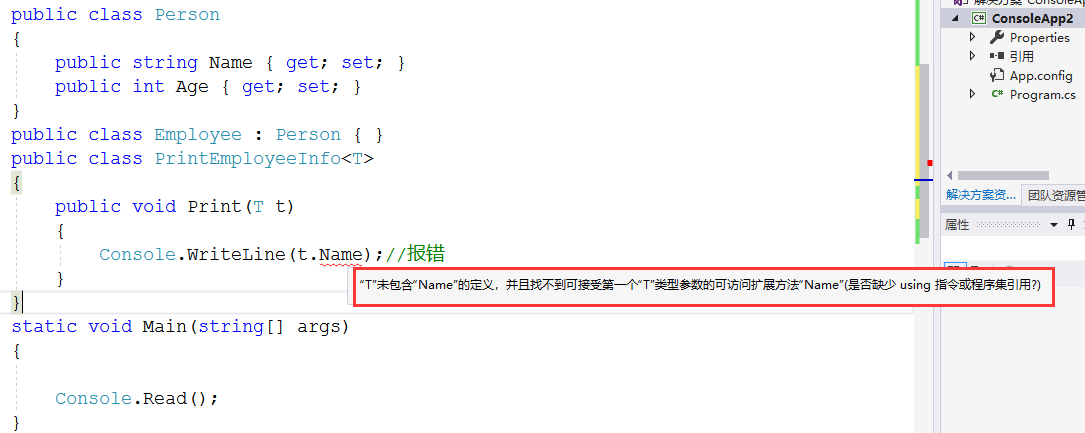 public class Person
{
    public string Name { get; set; }
    public int Age { get; set; }
}
public class Employee : Person { }
public class PrintEmployeeInfo<T>
{
    public void Print(T t)
    {
        Console.WriteLine(t.Name);//报错
    }
}
“T”未包含“Name”的定义，并且找不到可接受第一个“T”类型参数的可访问扩展方法“Name”(是否缺少 using 指令或程序集引用?)
static void Main(string[] args)
{
    Console.Read();
}
ConsoleApp2
Properties
引用
App.config
Program.cs
解决方案资... 团队资源管
属性